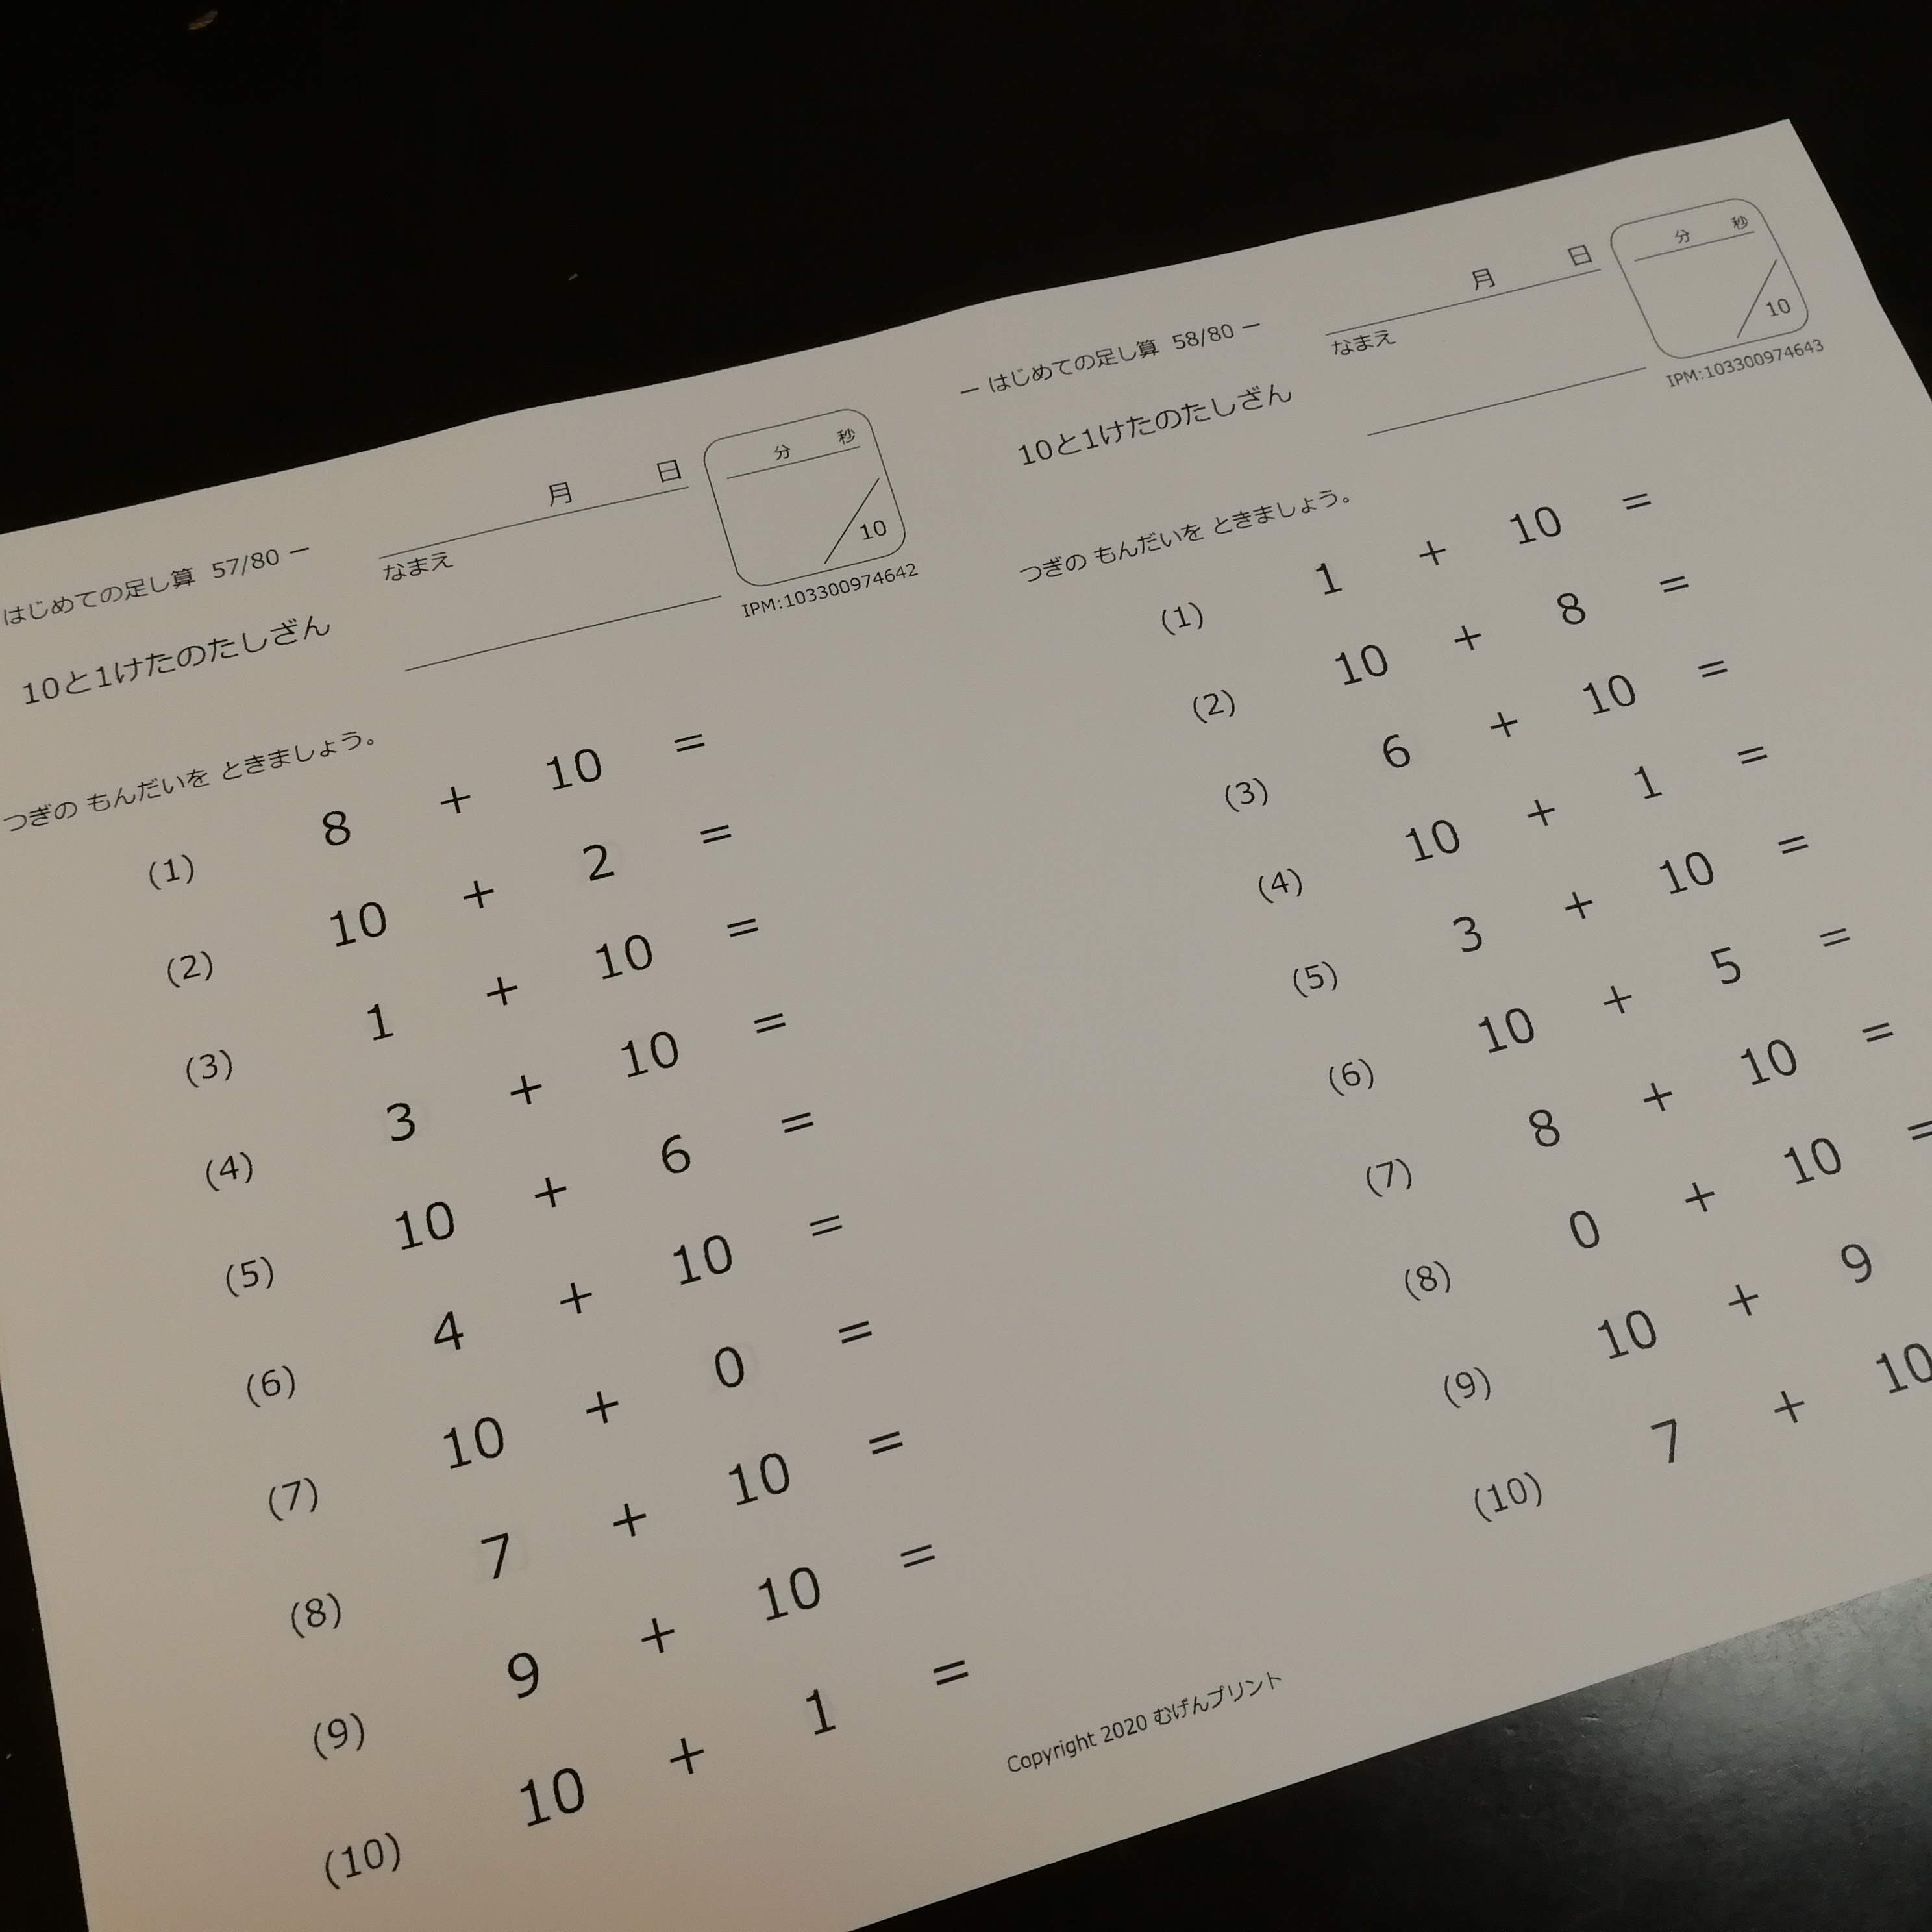 はじめての足し算 57/80 ー
月 日
分 秒
10
なまえ
IPM:103300974642
10と1けたのたしざん
つぎの もんだいを ときましょう。
(1) 8 + 10 =
(2) 10 + 2 =
(3) 1 + 10 =
(4) 3 + 10 =
(5) 10 + 6 =
(6) 4 + 10 =
(7) 10 + 0 =
(8) 7 + 10 =
(9) 9 + 10 =
(10) 10 + 1 =
ー はじめての足し算 58/80 ー
月 日
分 秒
10
なまえ
IPM:103300974643
10と1けたのたしざん
つぎの もんだいを ときましょう。
(1) 1 + 10 =
(2) 10 + 8 =
(3) 6 + 10 =
(4) 10 + 1 =
(5) 3 + 10 =
(6) 10 + 5 =
(7) 8 + 10 =
(8) 0 + 10 =
(9) 10 + 9
(10) 7 + 10
Copyright 2020 むげんプリント